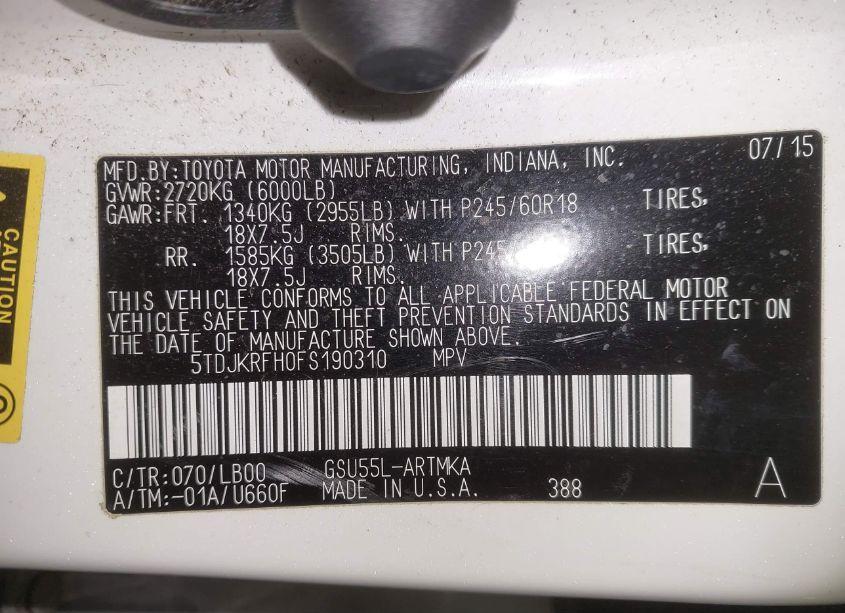 MFD.BY:TOYOTA MOTOR MANUFACTURING, INDIANA, INC. 07/15
GVWR:2720KG (6000LB)
GAWR:FRT. 1340KG (2955LB) WITH P245/60R18 TIRES,
18X7.5J RIMS.
RR. 1585KG (3505LB) WITH TIRES,
18X7.5J RIMS.
THIS VEHICLE CONFORMS TO ALL APPLICABLE FEDERAL MOTOR
VEHICLE SAFETY AND THEFT PREVENTION STANDARDS IN EFFECT ON
THE DATE OF MANUFACTURE SHOWN ABOVE.
5TDJKRFH0FS190310 MPV
C/TR:070/LB00 GSU55L-ARTMKA
A/TM:-01A/U660F MADE IN U.S.A. 388 A
CAUTION